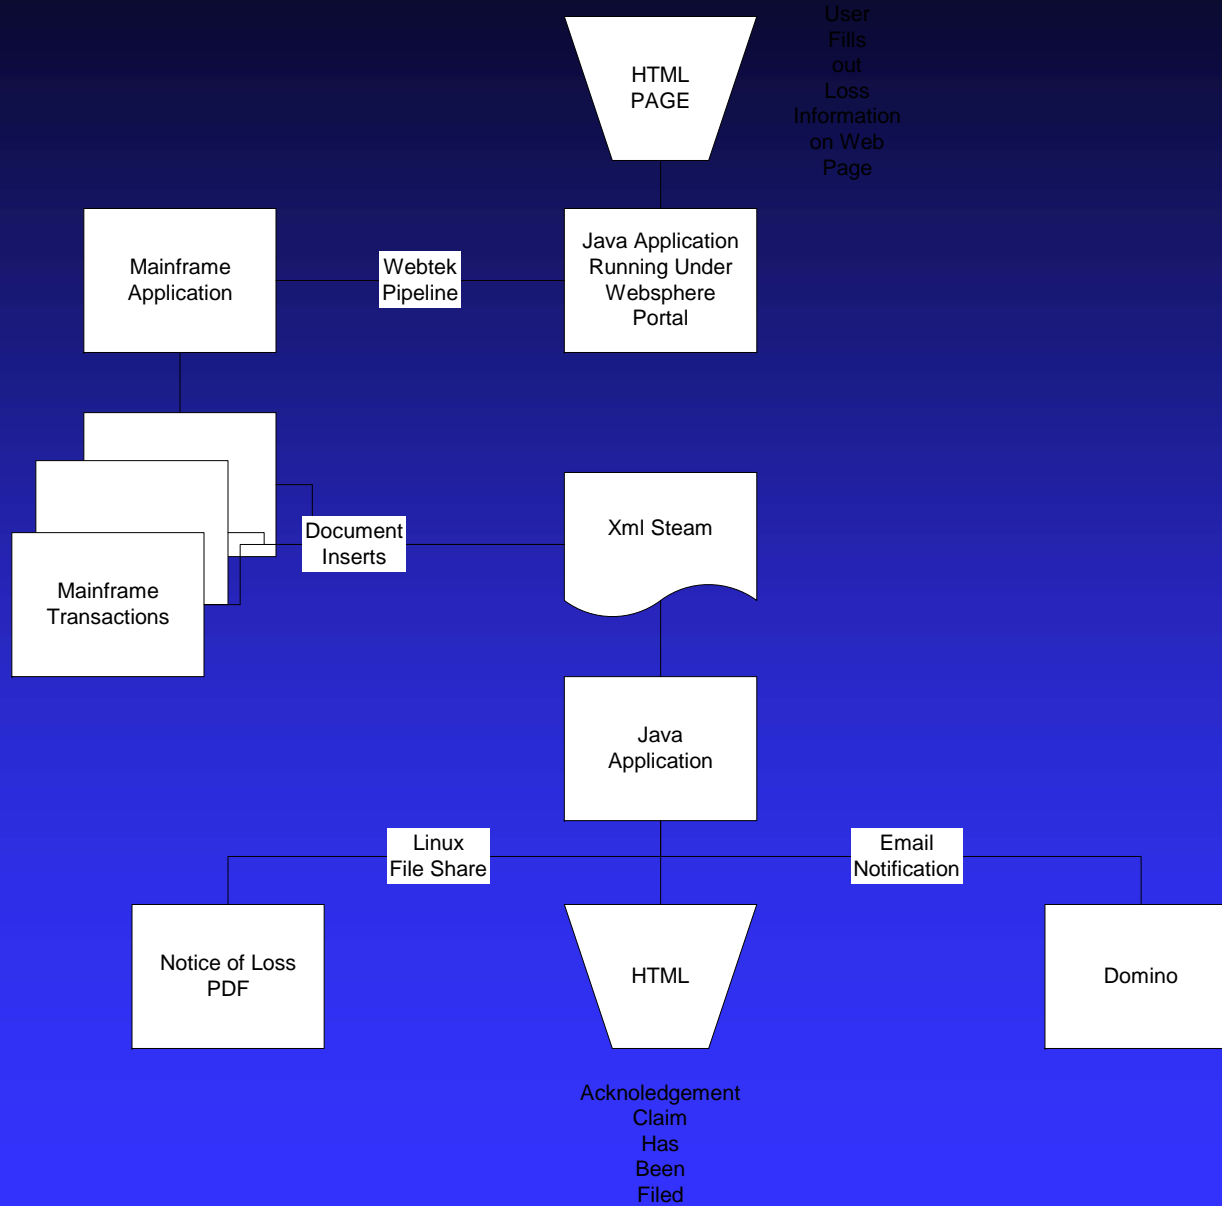 HTML
PAGE
User
Fills
out
Loss
Information
on Web
Page
Mainframe
Application
Webtek
Pipeline
Java Application
Running Under
Websphere
Portal
Document
Inserts
Xml Steam
Mainframe
Transactions
Java
Application
Linux
File Share
Email
Notification
Notice of Loss
PDF
HTML
Domino
Acknoledgement
Claim
Has
Been
Filed